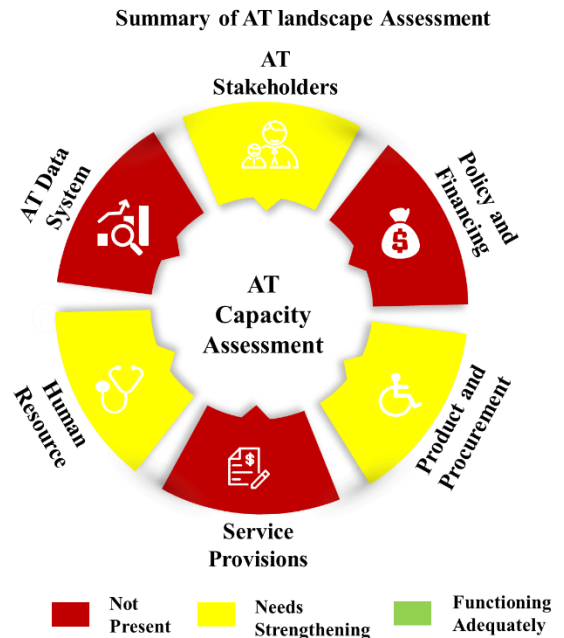 Summary of AT landscape Assessment
AT
Stakeholders
Policy and
Financing
Product and
Procurement
Service
Provisions
Human
Resource
AT Data
System
AT
Capacity
Assessment
$
$
Not
Present
Needs
Strengthening
Functioning
Adequately